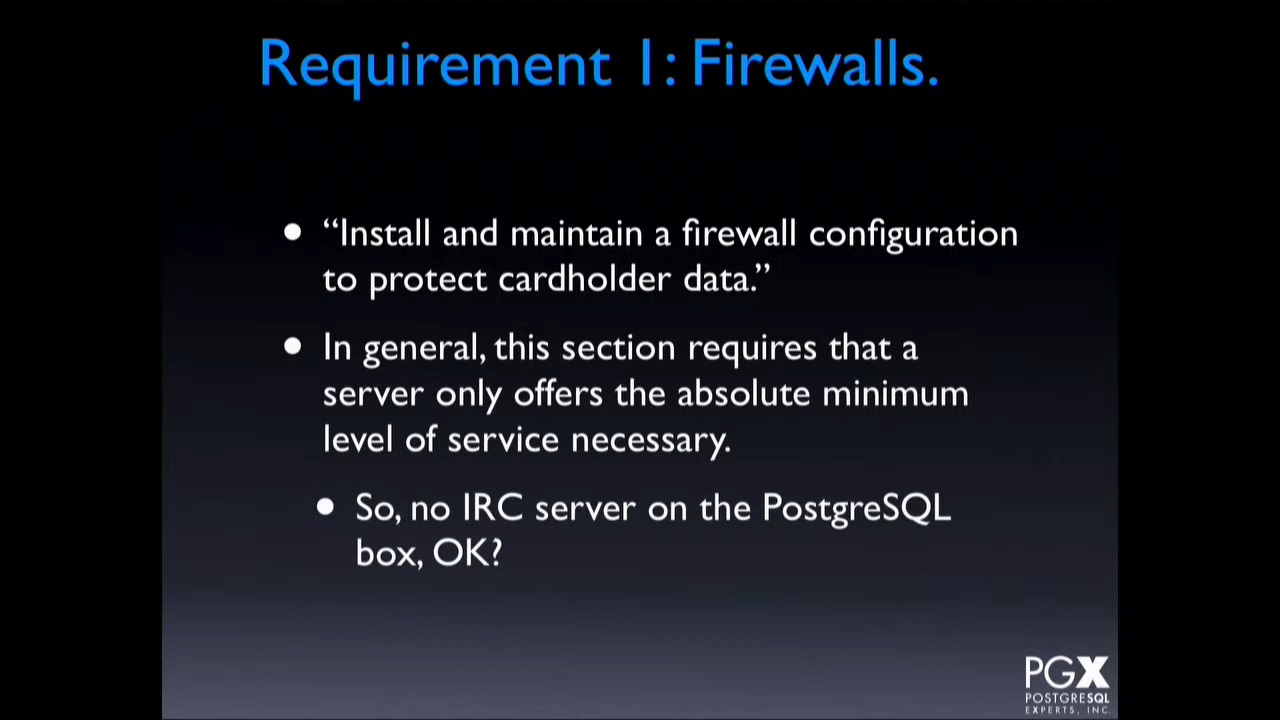 Requirement 1: Firewalls.
• “Install and maintain a firewall configuration
to protect cardholder data.”
• In general, this section requires that a
server only offers the absolute minimum
level of service necessary.
• So, no IRC server on the PostgreSQL
box, OK?
PGX
POSTGRESQL
EXPERTS, INC.